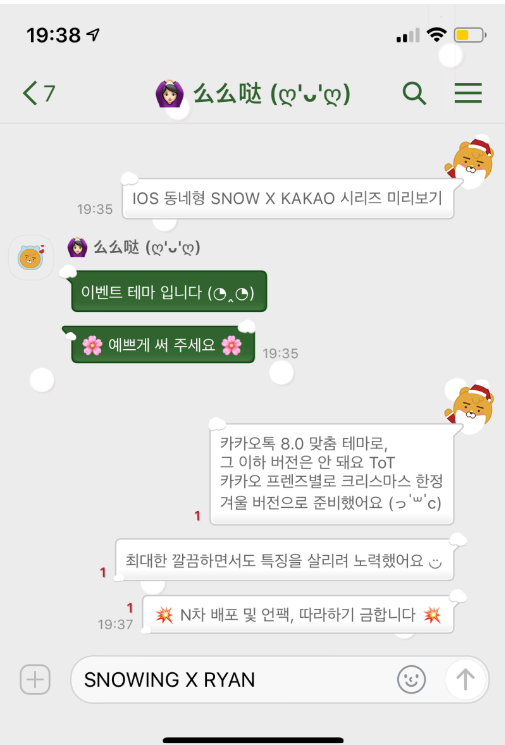 19:38
7
🙆🏻‍♀️ 么么哒 (ღ'ᴗ'ღ)
IOS 동네형 SNOW X KAKAO 시리즈 미리보기
19:35
🙆🏻‍♀️ 么么哒 (ღ'ᴗ'ღ)
이벤트 테마 입니다 (◔‸◔)
🌸 예쁘게 써 주세요 🌸
19:35
카카오톡 8.0 맞춤 테마로,
그 이하 버전은 안 돼요 ToT
카카오 프렌즈별로 크리스마스 한정
겨울 버전으로 준비했어요 (っ˙꒳˙c)
1
최대한 깔끔하면서도 특징을 살리려 노력했어요 ت
1
💥 N차 배포 및 언팩, 따라하기 금합니다 💥
1
19:37
SNOWING X RYAN